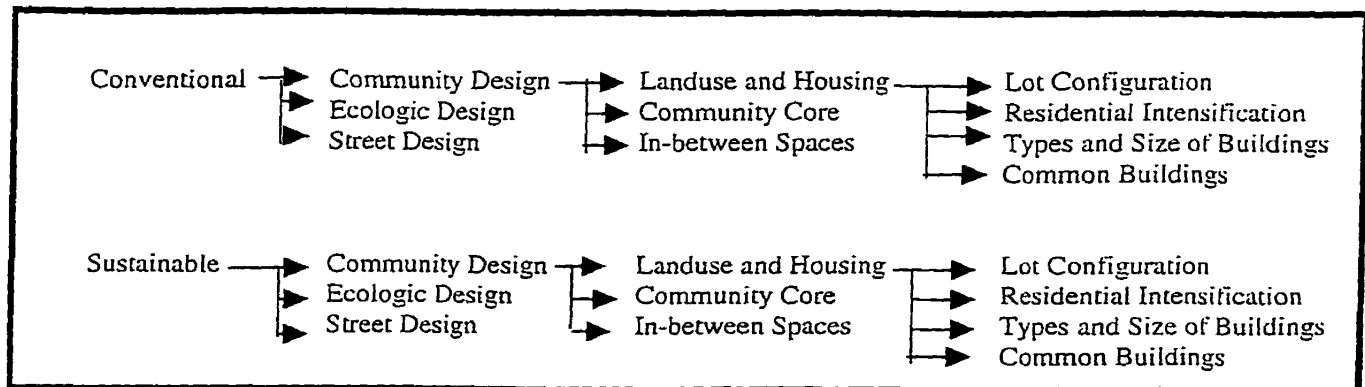 Conventional Community Design Landuse and Housing Lot Configuration
Ecologic Design Community Core Residential Intensification
Street Design In-between Spaces Types and Size of Buildings
Common Buildings
Sustainable Community Design Landuse and Housing Lot Configuration
Ecologic Design Community Core Residential Intensification
Street Design In-between Spaces Types and Size of Buildings
Common Buildings